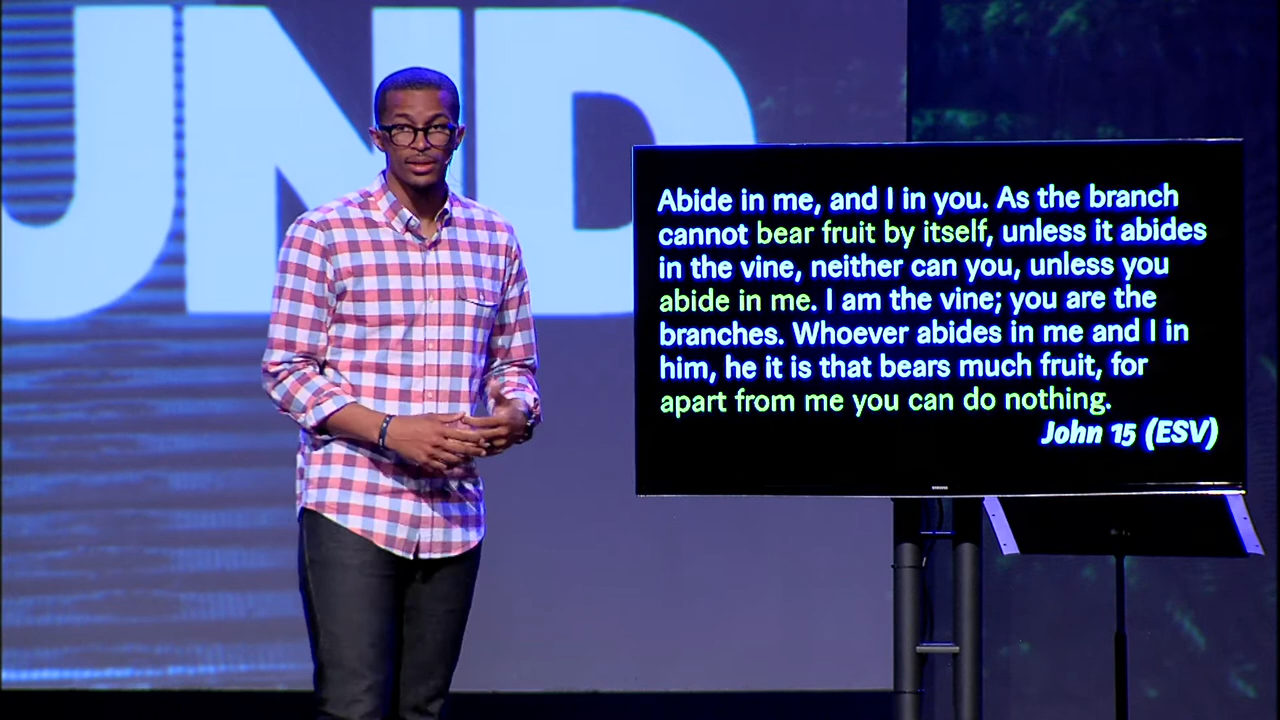 UND
Abide in me, and I in you. As the branch
cannot bear fruit by itself, unless it abides
in the vine, neither can you, unless you
abide in me. I am the vine; you are the
branches. Whoever abides in me and I in
him, he it is that bears much fruit, for
apart from me you can do nothing.
John 15 (ESV)
SAMSUNG